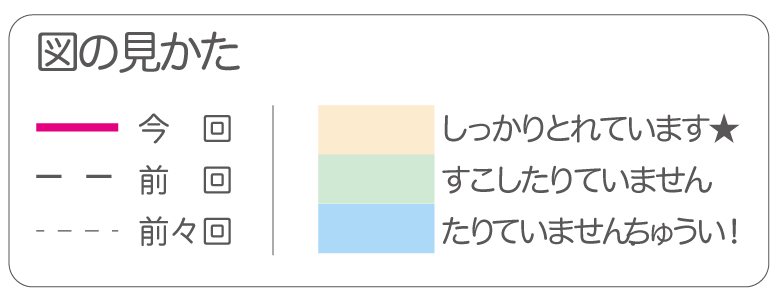 図の見かた
今　回
前　回
前々回
しっかりとれています★
すこしたりていません
たりていません。ちゅうい！